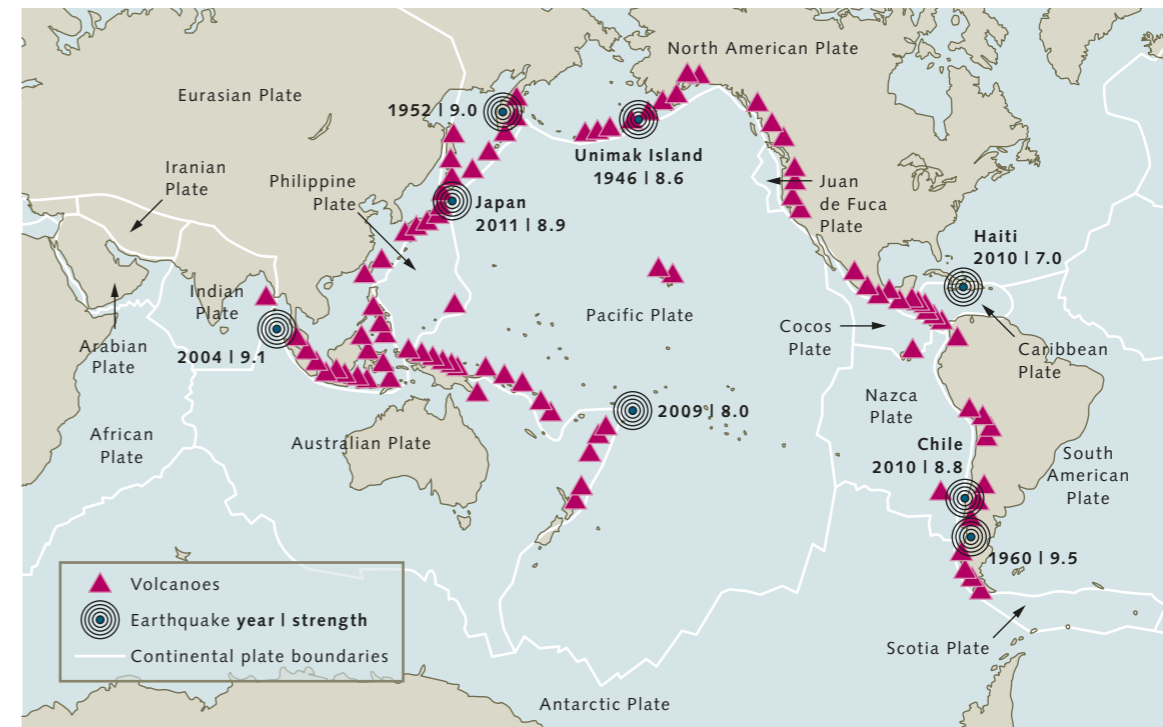 North American Plate
Eurasian Plate
1952 | 9.0
Iranian
Plate
Philippine
Plate
Unimak Island
1946 | 8.6
Juan
de Fuca
Plate
Japan
2011 | 8.9
Haiti
2010 | 7.0
Indian
Plate
Arabian
Plate
2004 | 9.1
Pacific Plate
Cocos
Plate
Caribbean
Plate
Nazca
Plate
2009 | 8.0
African
Plate
Australian Plate
Chile
2010 | 8.8
South
American
Plate
1960 | 9.5
Volcanoes
Earthquake year | strength
Continental plate boundaries
Scotia Plate
Antarctic Plate